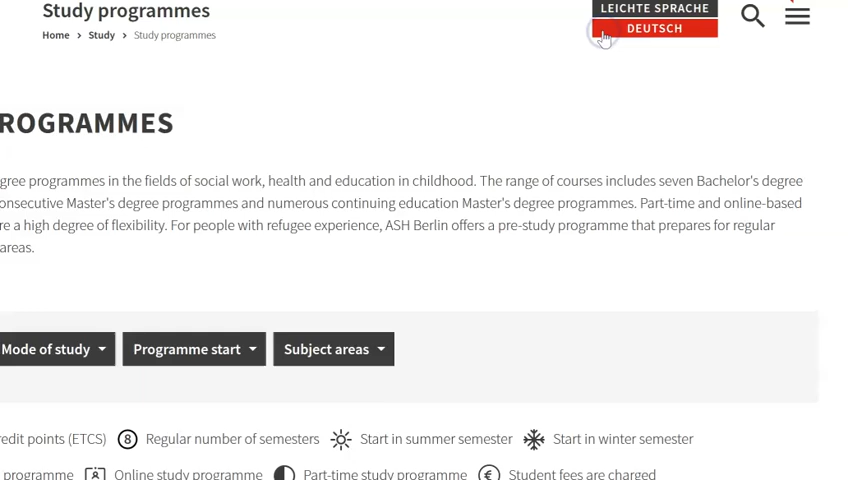 Study programmes
LEICHTE SPRACHE
DEUTSCH
Home > Study > Study programmes
ROGRAMMES
gree programmes in the fields of social work, health and education in childhood. The range of courses includes seven Bachelor's degree
onsecutive Master's degree programmes and numerous continuing education Master's degree programmes. Part-time and online-based
re a high degree of flexibility. For people with refugee experience, ASH Berlin offers a pre-study programme that prepares for regular
areas.
Mode of study
Programme start
Subject areas
redit points (ETCS) 8 Regular number of semesters Start in summer semester Start in winter semester
programme Online study programme Part-time study programme € Student fees are charged